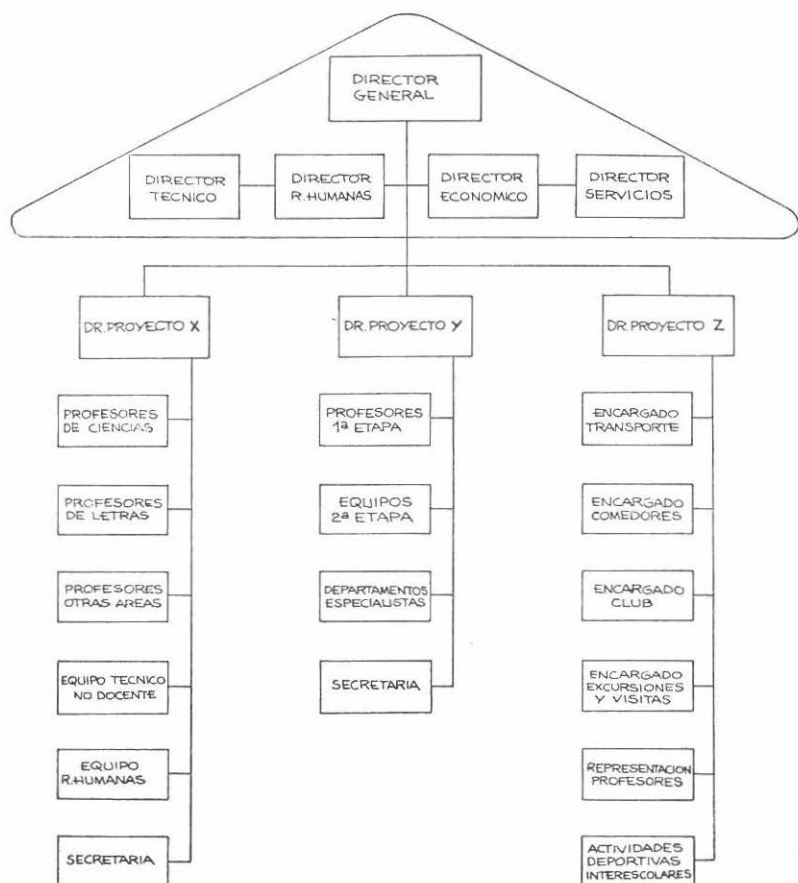 DIRECTOR
GENERAL
DIRECTOR
TECNICO
DIRECTOR
R.HUMANAS
DIRECTOR
ECONOMICO
DIRECTOR
SERVICIOS
DR.PROYECTO X
PROFESORES
DE CIENCIAS
PROFESORES
DE LETRAS
PROFESORES
OTRAS AREAS
EQUIPO TECNICO
NO DOCENTE
EQUIPO
R.HUMANAS
SECRETARIA
DR.PROYECTO Y
PROFESORES
1ª ETAPA
EQUIPOS
2ª ETAPA
DEPARTAMENTOS
ESPECIALISTAS
SECRETARIA
DR.PROYECTO Z
ENCARGADO
TRANSPORTE
ENCARGADO
COMEDORES
ENCARGADO
CLUB
ENCARGADO
EXCURSIONES
Y VISITAS
REPRESENTACION
PROFESORES
ACTIVIDADES
DEPORTIVAS
INTERESCOLARES